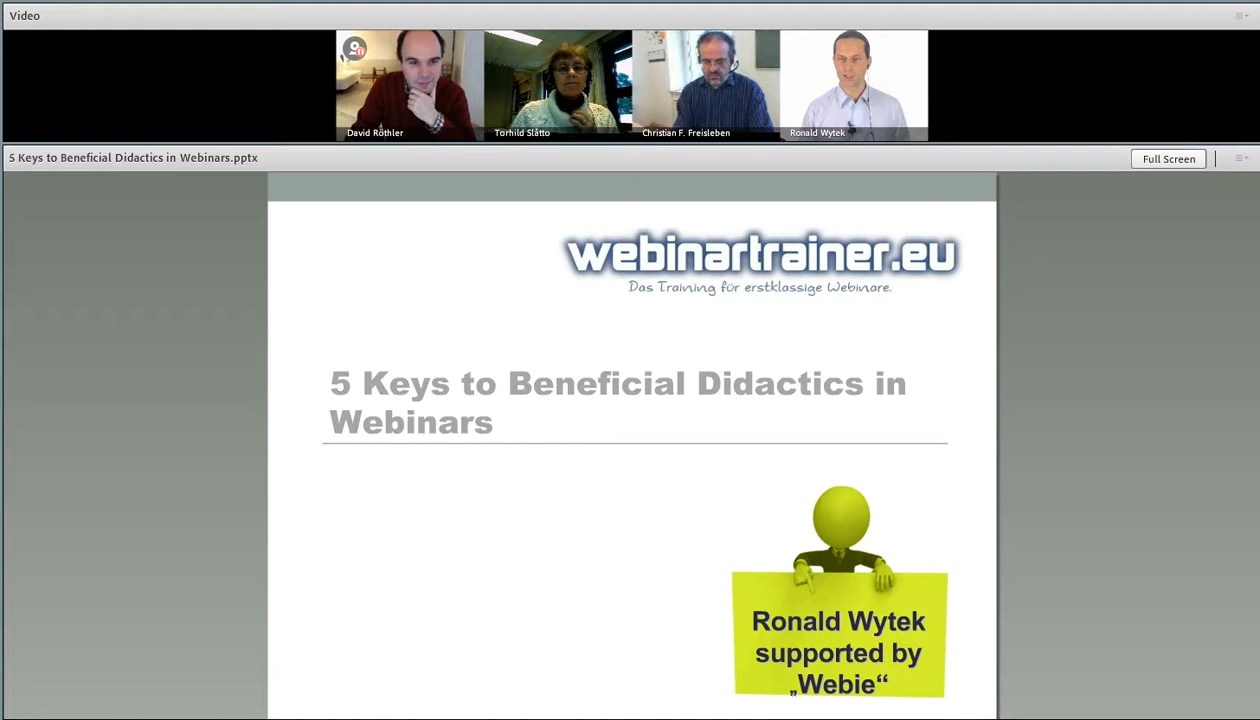 Video
David Röthler
Torhild Slåtto
Christian F. Freisleben
Ronald Wytek
5 Keys to Beneficial Didactics in Webinars.pptx
Full Screen
webinartrainer.eu
Das Training für erstklassige Webinare.
5 Keys to Beneficial Didactics in
Webinars
Ronald Wytek
supported by
„Webie“